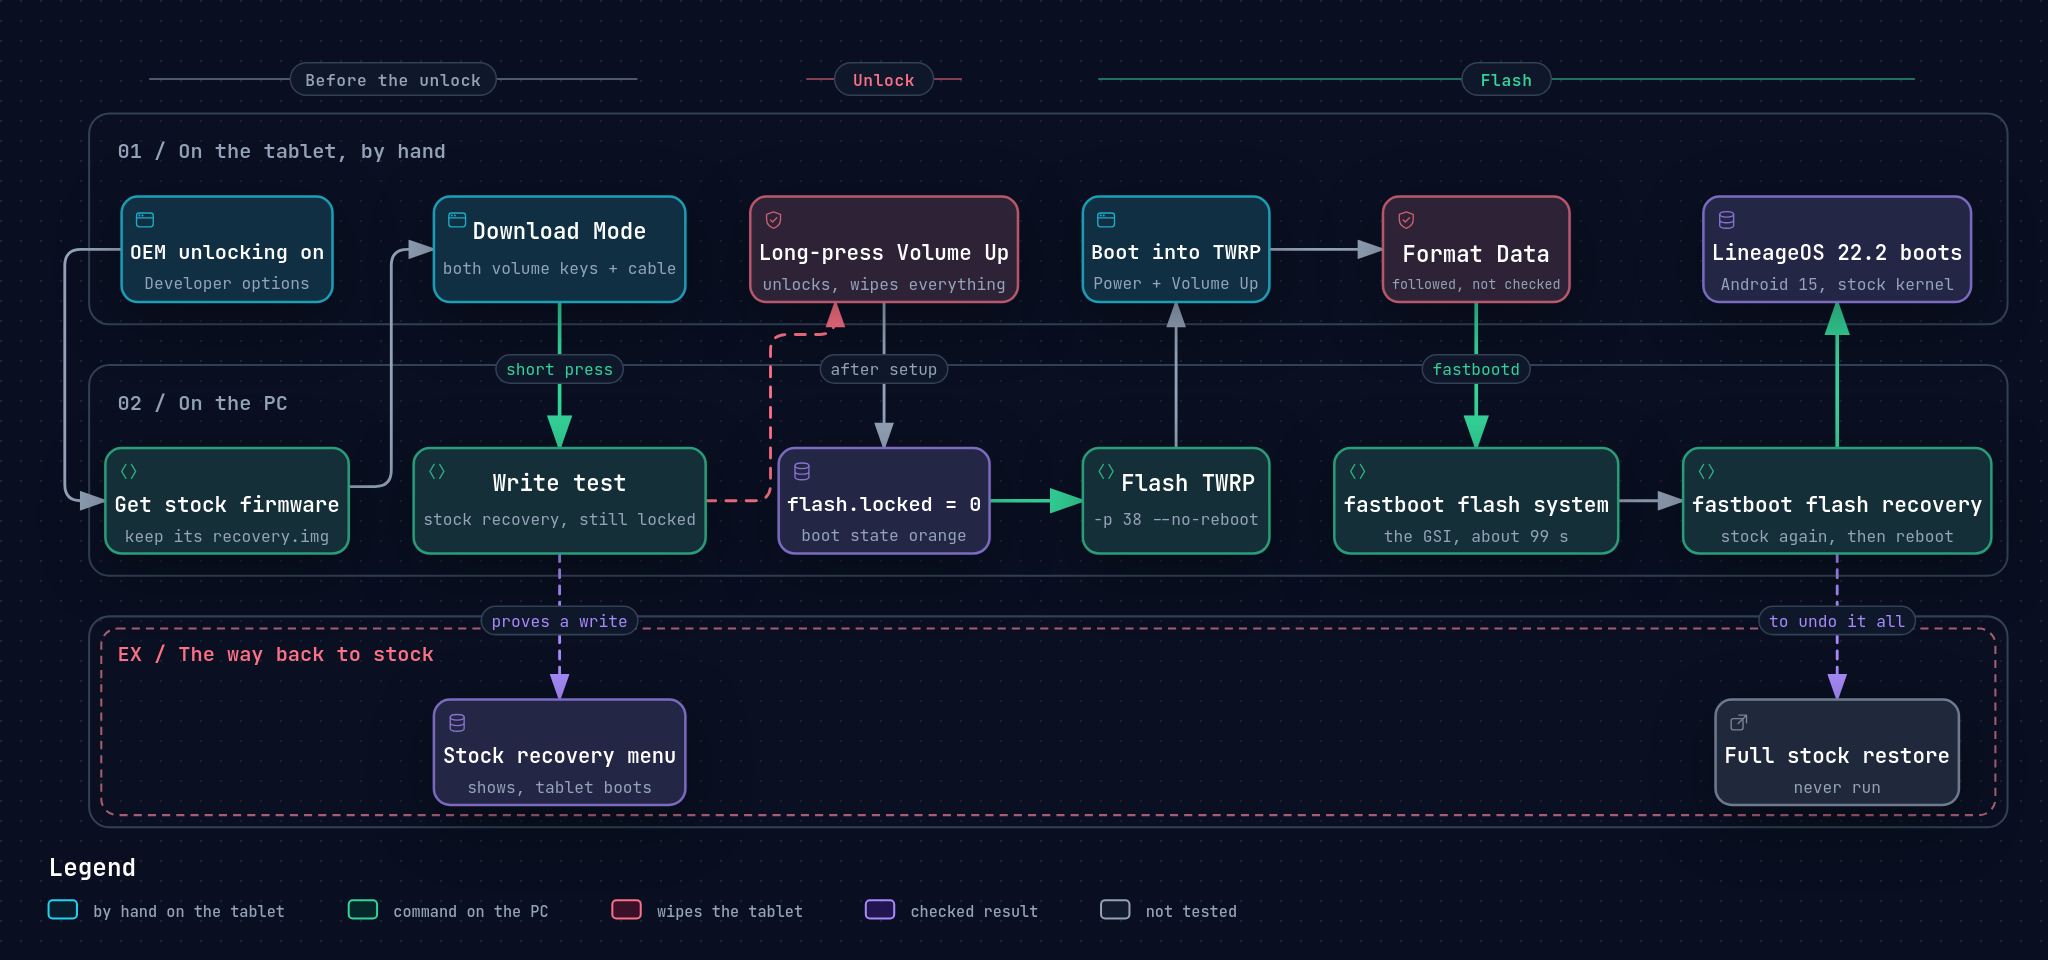 Before the unlock
Unlock
Flash
01 / On the tablet, by hand
OEM unlocking on
Developer options
Download Mode
both volume keys + cable
Long-press Volume Up
unlocks, wipes everything
Boot into TWRP
Power + Volume Up
Format Data
followed, not checked
LineageOS 22.2 boots
Android 15, stock kernel
short press
after setup
fastbootd
02 / On the PC
Get stock firmware
keep its recovery.img
Write test
stock recovery, still locked
flash.locked = 0
boot state orange
Flash TWRP
-p 38 --no-reboot
fastboot flash system
the GSI, about 99 s
fastboot flash recovery
stock again, then reboot
proves a write
to undo it all
EX / The way back to stock
Stock recovery menu
shows, tablet boots
Full stock restore
never run
Legend
by hand on the tablet
command on the PC
wipes the tablet
checked result
not tested